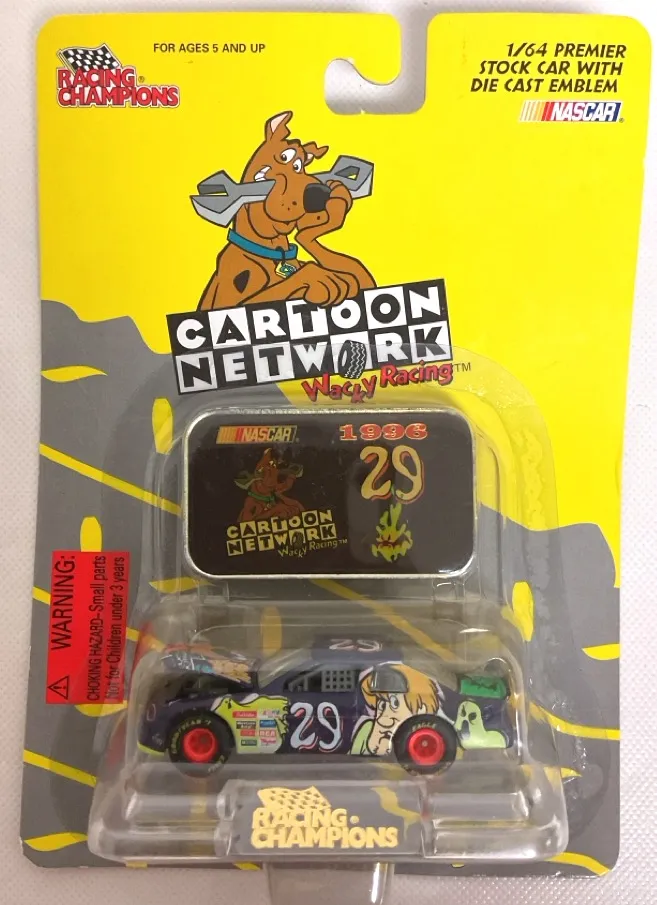 RACING®
CHAMPIONS
FOR AGES 5 AND UP
1/64 PREMIER
STOCK CAR WITH
DIE CAST EMBLEM
NASCAR®
CARTOON
NETWORK
Wacky Racing™
NASCAR®
1996
29
CARTOON
NETWORK
Wacky Racing™
WARNING:
CHOKING HAZARD–Small parts
Not for Children under 3 years
29
29
GOODYEAR
EAGLE
RACING®
CHAMPIONS